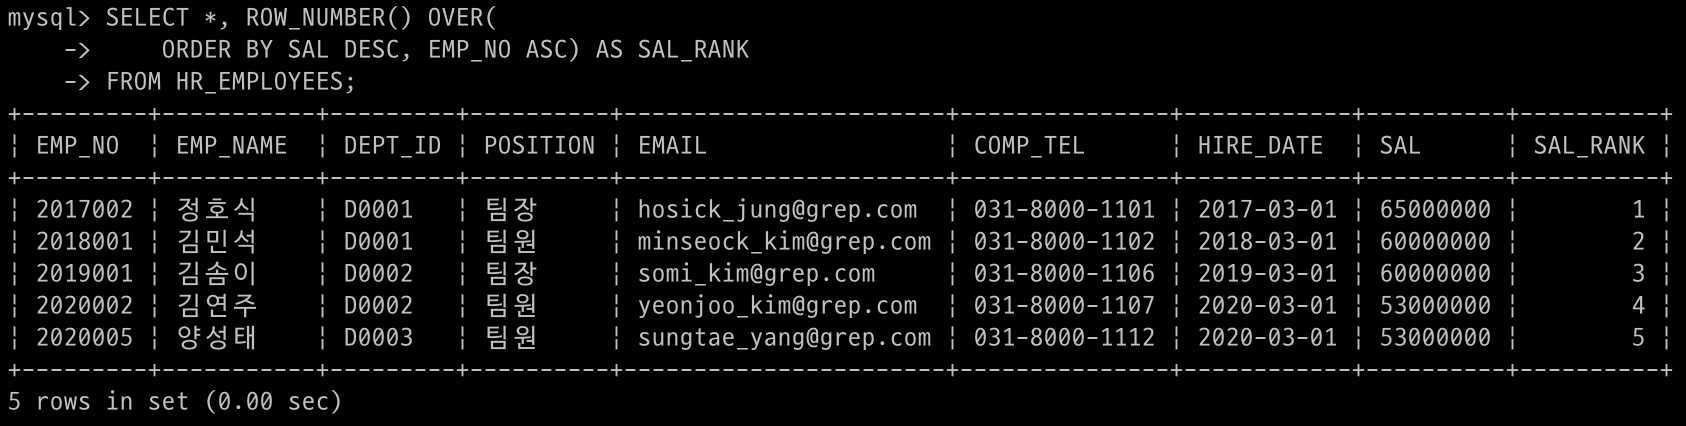 mysql> SELECT *, ROW_NUMBER() OVER(
    ->     ORDER BY SAL DESC, EMP_NO ASC) AS SAL_RANK
    -> FROM HR_EMPLOYEES;
+---------+-----------+---------+----------+-----------------------+---------------+------------+----------+----------+
¦ EMP_NO  ¦ EMP_NAME  ¦ DEPT_ID ¦ POSITION ¦ EMAIL                 ¦ COMP_TEL      ¦ HIRE_DATE  ¦ SAL      ¦ SAL_RANK ¦
+---------+-----------+---------+----------+-----------------------+---------------+------------+----------+----------+
¦ 2017002 ¦ 정호식    ¦ D0001   ¦ 팀장     ¦ hosick_jung@grep.com  ¦ 031-8000-1101 ¦ 2017-03-01 ¦ 65000000 ¦        1 ¦
¦ 2018001 ¦ 김민석    ¦ D0001   ¦ 팀원     ¦ minseock_kim@grep.com ¦ 031-8000-1102 ¦ 2018-03-01 ¦ 60000000 ¦        2 ¦
¦ 2019001 ¦ 김솜이    ¦ D0002   ¦ 팀장     ¦ somi_kim@grep.com     ¦ 031-8000-1106 ¦ 2019-03-01 ¦ 60000000 ¦        3 ¦
¦ 2020002 ¦ 김연주    ¦ D0002   ¦ 팀원     ¦ yeonjoo_kim@grep.com  ¦ 031-8000-1107 ¦ 2020-03-01 ¦ 53000000 ¦        4 ¦
¦ 2020005 ¦ 양성태    ¦ D0003   ¦ 팀원     ¦ sungtae_yang@grep.com ¦ 031-8000-1112 ¦ 2020-03-01 ¦ 53000000 ¦        5 ¦
+---------+-----------+---------+----------+-----------------------+---------------+------------+----------+----------+
5 rows in set (0.00 sec)